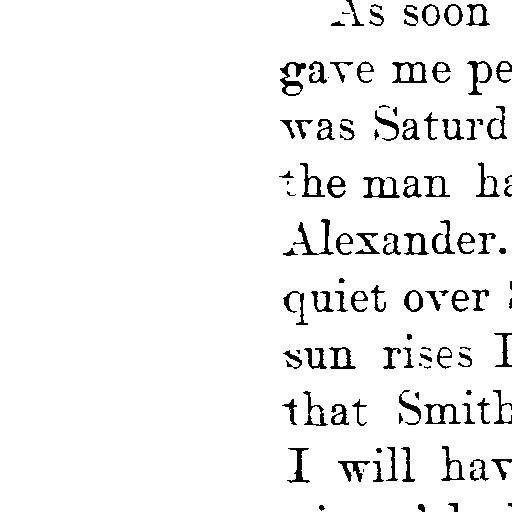 As soon
gave me pe
was Saturd
the man ha
Alexander.
quiet over
sun rises I
that Smith
I will hav